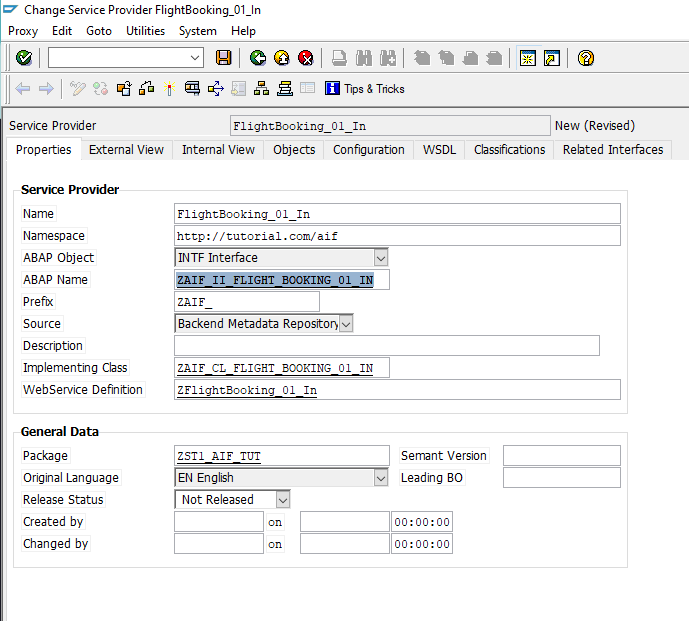 Change Service Provider FlightBooking_01_In
Proxy Edit Goto Utilities System Help
Tips & Tricks
Service Provider FlightBooking_01_In New (Revised)
Properties External View Internal View Objects Configuration WSDL Classifications Related Interfaces
Service Provider
Name FlightBooking_01_In
Namespace http://tutorial.com/aif
ABAP Object INTF Interface
ABAP Name ZAIF_II_FLIGHT_BOOKING_01_IN
Prefix ZAIF_
Source Backend Metadata Repository
Description
Implementing Class ZAIF_CL_FLIGHT_BOOKING_01_IN
WebService Definition ZFlightBooking_01_In
General Data
Package ZST1_AIF_TUT Semant Version
Original Language EN English Leading BO
Release Status Not Released
Created by on 00:00:00
Changed by on 00:00:00